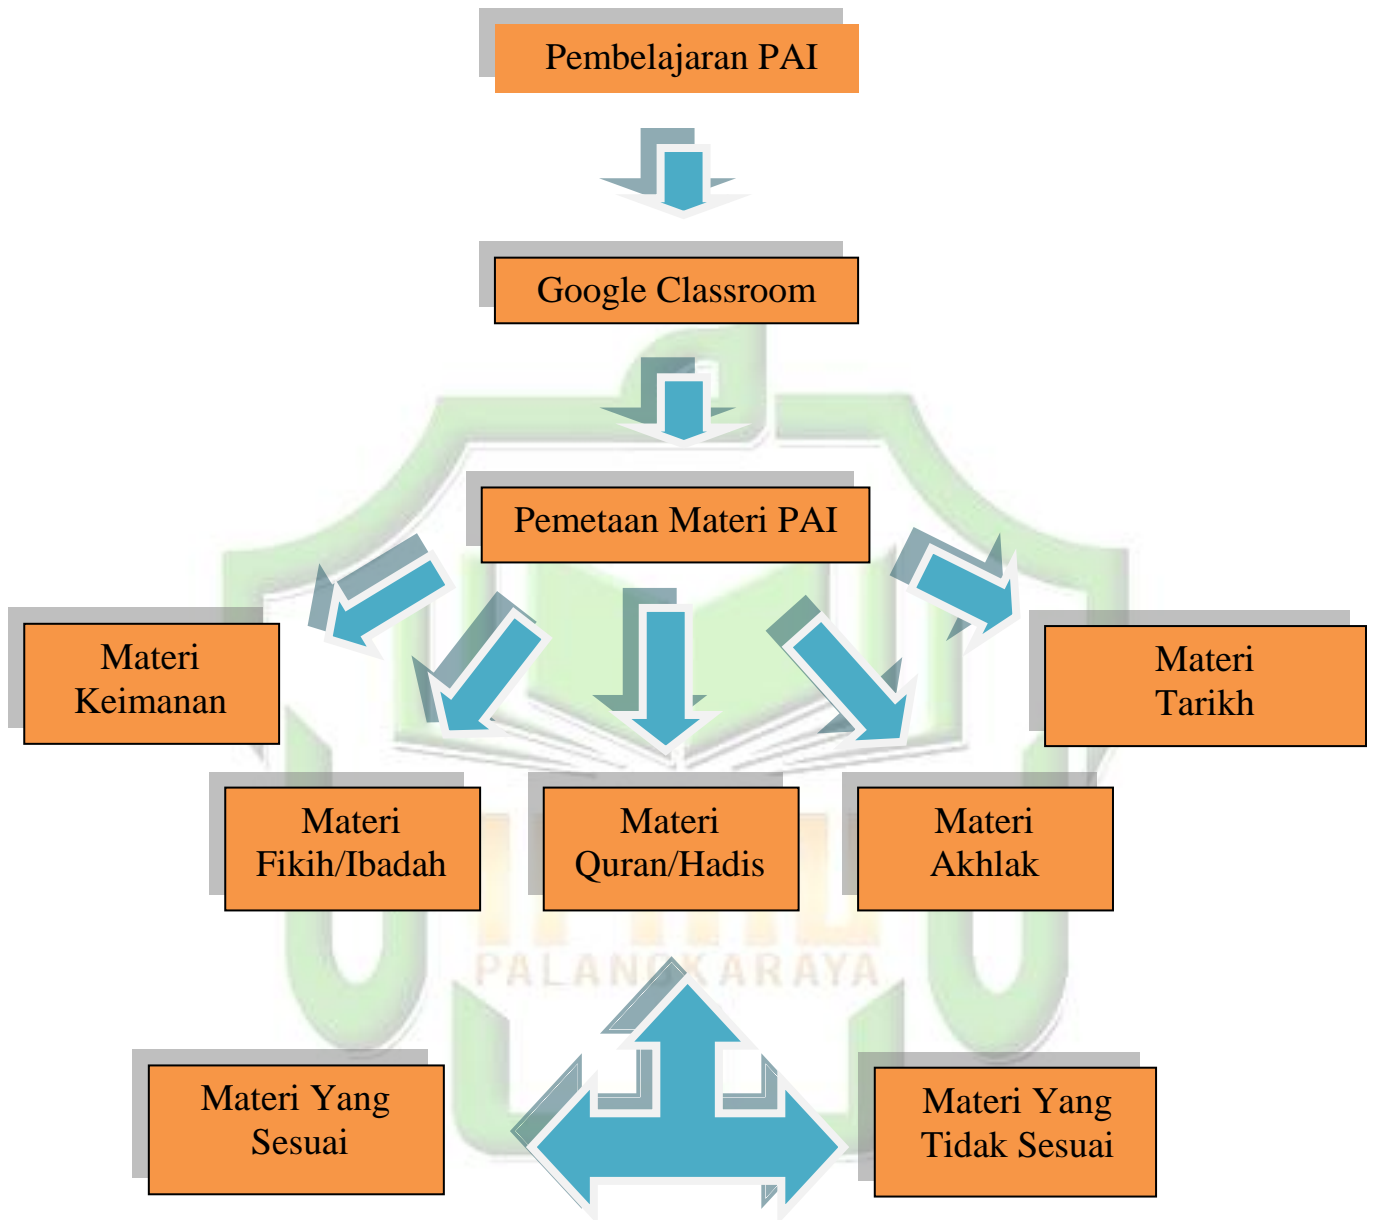 Pembelajaran PAI
Google Classroom
Pemetaan Materi PAI
Materi
Keimanan
Materi
Tarikh
Materi
Fikih/Ibadah
Materi
Quran/Hadis
Materi
Akhlak
PALANGKARAYA
Materi Yang
Sesuai
Materi Yang
Tidak Sesuai